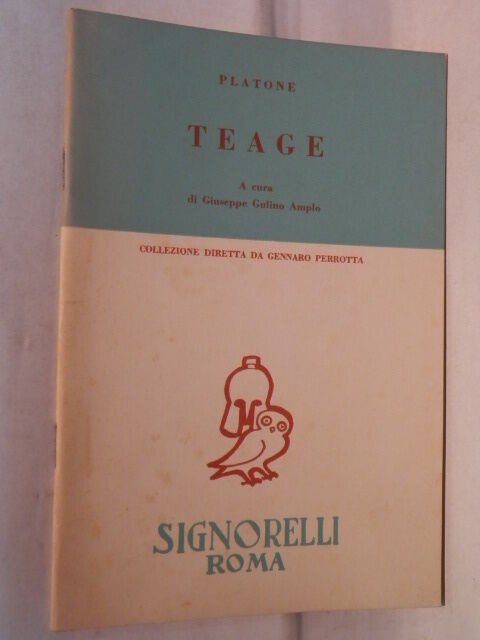 PLATONE
TEAGE
A cura
di Giuseppe Gulino Amplo
COLLEZIONE DIRETTA DA GENNARO PERROTTA
SIGNORELLI
ROMA